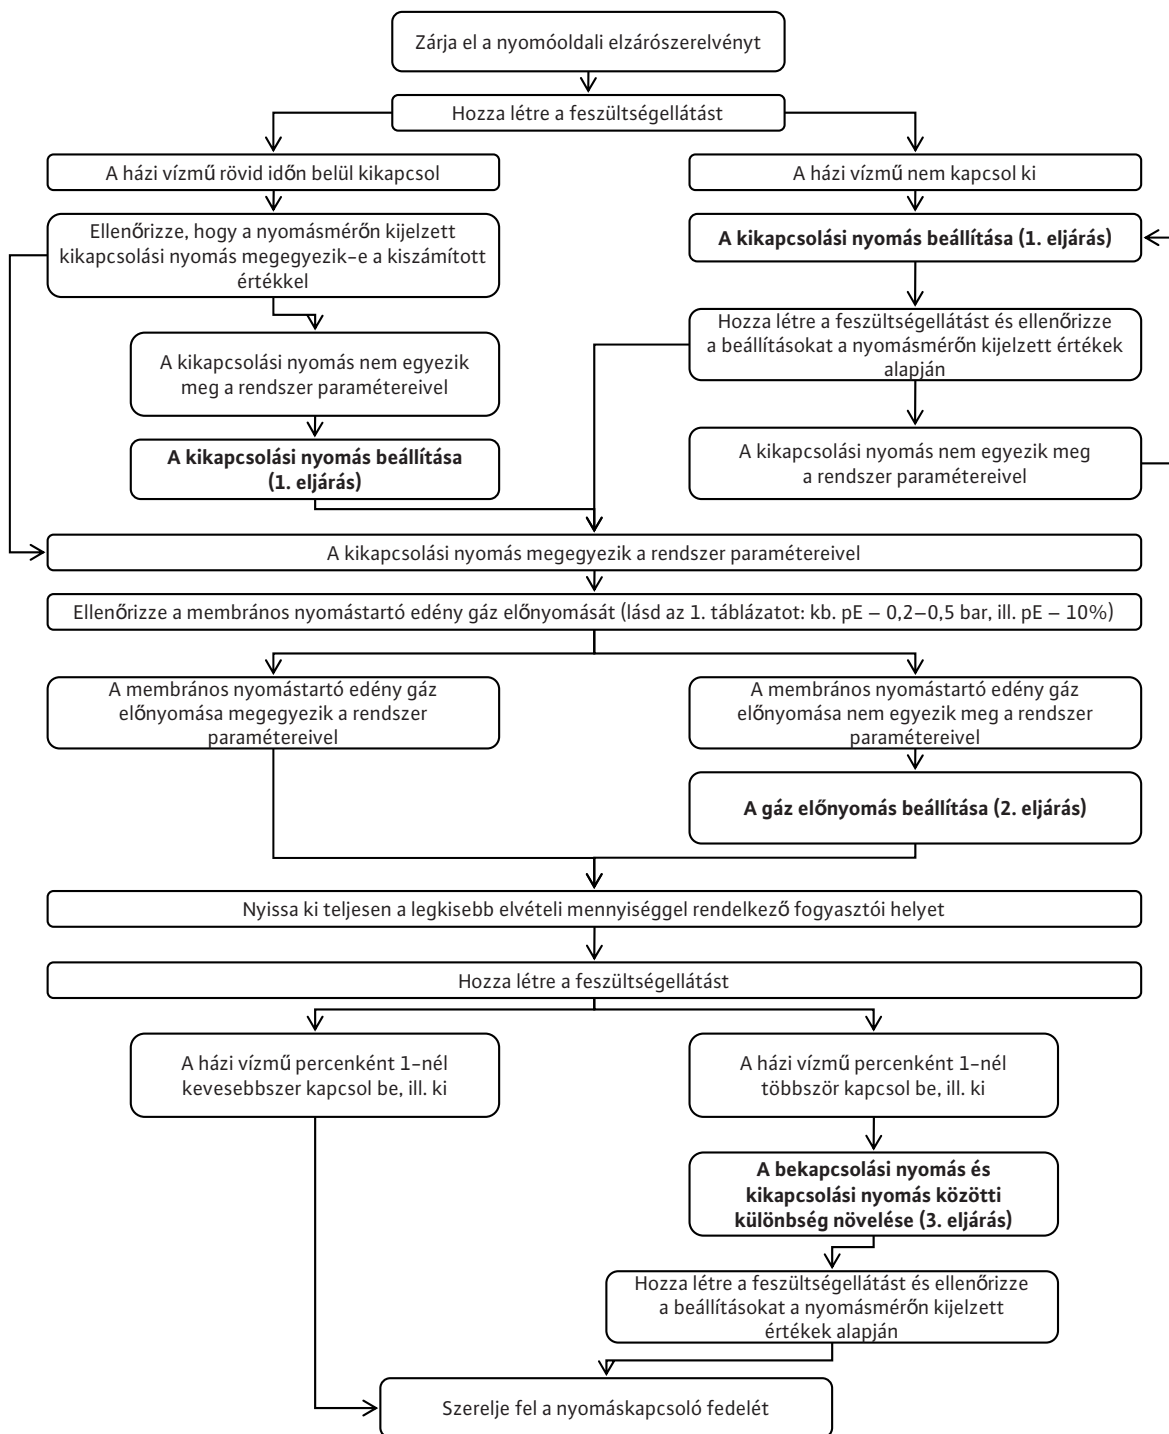 Zárja el a nyomóoldali elzárószerelvényt
Hozza létre a feszültségellátást
A házi vízmű rövid időn belül kikapcsol
A házi vízmű nem kapcsol ki
Ellenőrizze, hogy a nyomásmérőn kijelzett
kikapcsolási nyomás megegyezik-e a kiszámított
értékkel
A kikapcsolási nyomás beállítása (1. eljárás)
A kikapcsolási nyomás nem egyezik
meg a rendszer paramétereivel
Hozza létre a feszültségellátást és ellenőrizze
a beállításokat a nyomásmérőn kijelzett értékek
alapján
A kikapcsolási nyomás beállítása
(1. eljárás)
A kikapcsolási nyomás nem egyezik meg
a rendszer paramétereivel
A kikapcsolási nyomás megegyezik a rendszer paramétereivel
Ellenőrizze a membrános nyomástartó edény gáz előnyomását (lásd az 1. táblázatot: kb. pE – 0,2–0,5 bar, ill. pE – 10%)
A membrános nyomástartó edény gáz
előnyomása megegyezik a rendszer
paramétereivel
A membrános nyomástartó edény gáz
előnyomása nem egyezik meg a rendszer
paramétereivel
A gáz előnyomás beállítása (2. eljárás)
Nyissa ki teljesen a legkisebb elvételi mennyiséggel rendelkező fogyasztói helyet
Hozza létre a feszültségellátást
A házi vízmű percenként 1-nél
kevesebbszer kapcsol be, ill. ki
A házi vízmű percenként 1-nél
többször kapcsol be, ill. ki
A bekapcsolási nyomás és
kikapcsolási nyomás közötti
különbség növelése (3. eljárás)
Hozza létre a feszültségellátást és ellenőrizze
a beállításokat a nyomásmérőn kijelzett
értékek alapján
Szerelje fel a nyomáskapcsoló fedelét